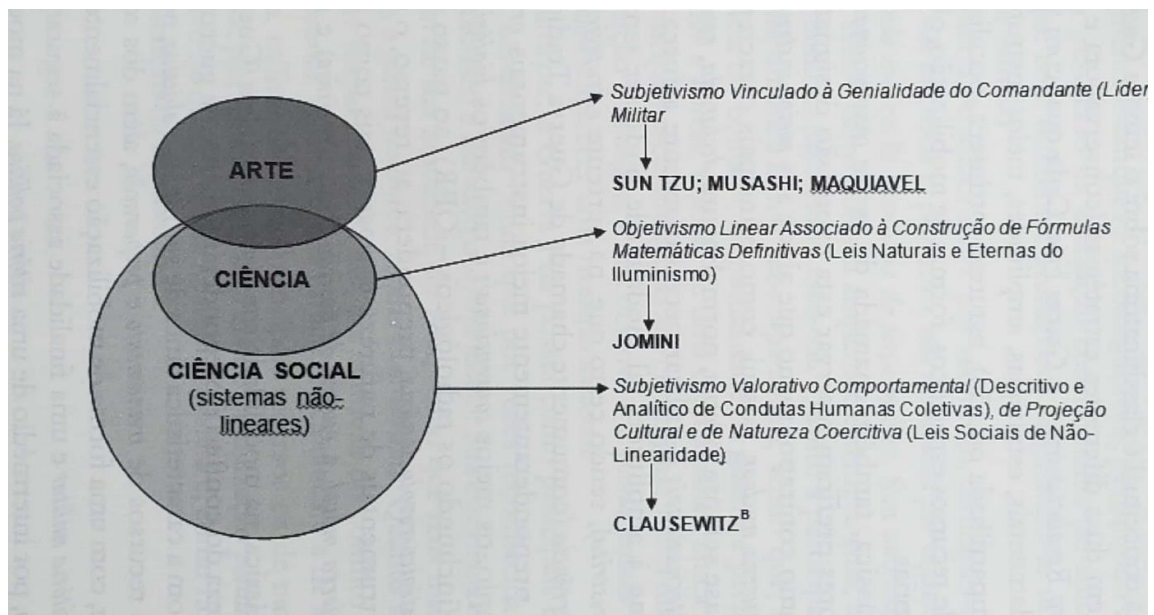 ARTE
CIÊNCIA
CIÊNCIA SOCIAL
(sistemas não-
lineares)
Subjetivismo Vinculado à Genialidade do Comandante (Líder
Militar
SUN TZU; MUSASHI; MAQUIAVEL
Objetivismo Linear Associado à Construção de Fórmulas
Matemáticas Definitivas (Leis Naturais e Eternas do
Iluminismo)
JOMINI
Subjetivismo Valorativo Comportamental (Descritivo e
Analítico de Condutas Humanas Coletivas), de Projeção
Cultural e de Natureza Coercitiva (Leis Sociais de Não-
Linearidade)
CLAUSEWITZᴮ